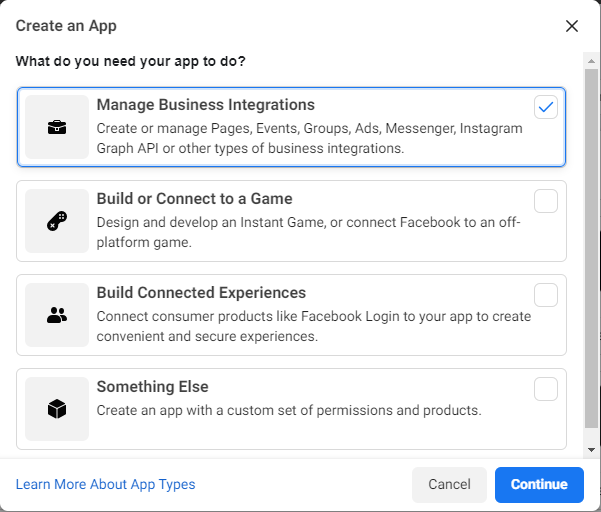 Create an App
What do you need your app to do?
Manage Business Integrations
Create or manage Pages, Events, Groups, Ads, Messenger, Instagram
Graph API or other types of business integrations.
Build or Connect to a Game
Design and develop an Instant Game, or connect Facebook to an off-
platform game.
Build Connected Experiences
Connect consumer products like Facebook Login to your app to create
convenient and secure experiences.
Something Else
Create an app with a custom set of permissions and products.
Learn More About App Types
Cancel
Continue